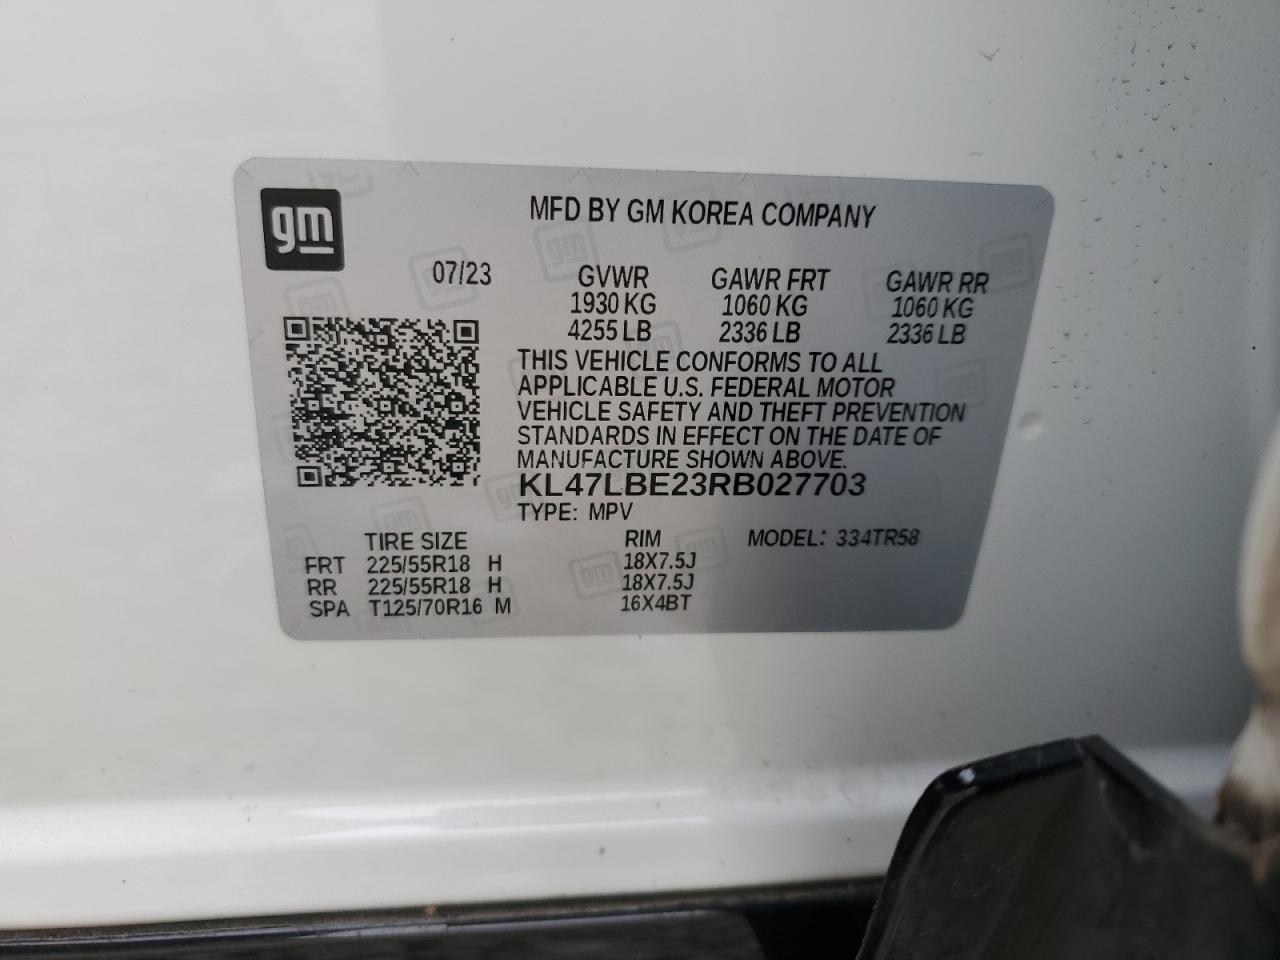 gm
MFD BY GM KOREA COMPANY
07/23
GVWR GAWR FRT GAWR RR
1930 KG 1060 KG 1060 KG
4255 LB 2336 LB 2336 LB
THIS VEHICLE CONFORMS TO ALL
APPLICABLE U.S. FEDERAL MOTOR
VEHICLE SAFETY AND THEFT PREVENTION
STANDARDS IN EFFECT ON THE DATE OF
MANUFACTURE SHOWN ABOVE.
KL47LBE23RB027703
TYPE: MPV
TIRE SIZE RIM MODEL: 334TR58
FRT 225/55R18 H 18X7.5J
RR 225/55R18 H 18X7.5J
SPA T125/70R16 M 16X4BT